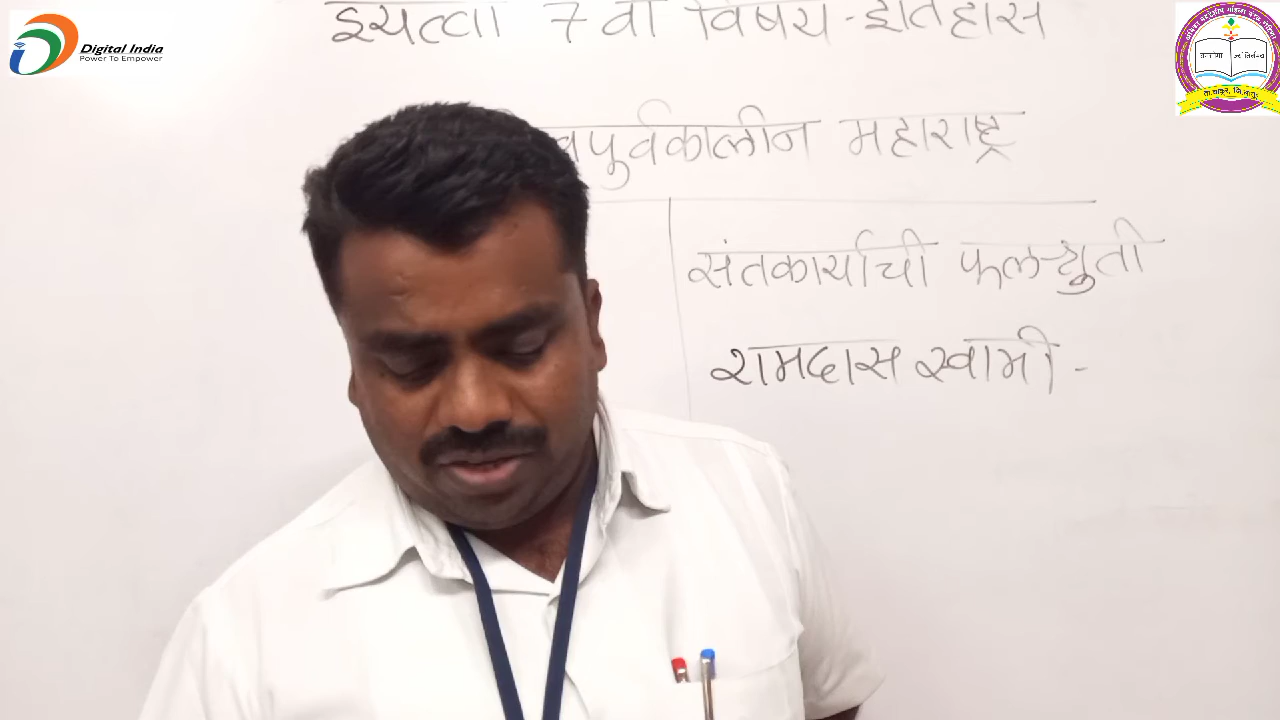 Digital India
Power To Empower
इयत्ता 7 वी विषय - इतिहास
पुर्वकालीन महाराष्ट्र
संतकार्याची फलश्रुती
रामदास स्वामी -